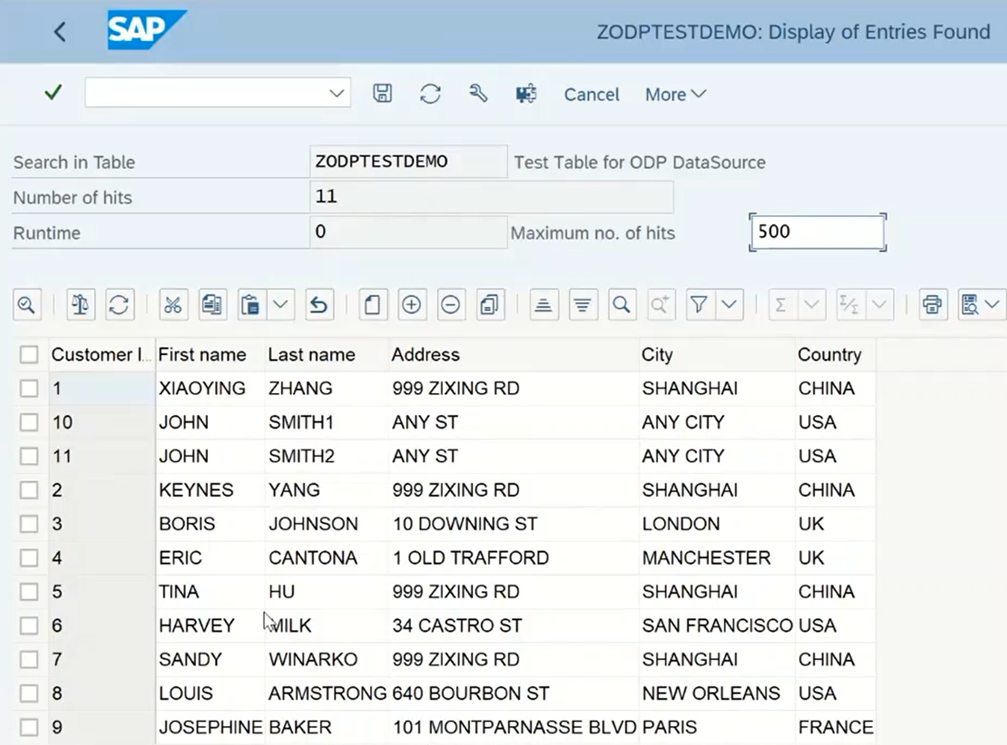 SAP ZODPTESTDEMO: Display of Entries Found
Cancel More
Search in Table ZODPTESTDEMO Test Table for ODP DataSource
Number of hits 11
Runtime 0 Maximum no. of hits 500
Customer I... First name Last name Address City Country
1 XIAOYING ZHANG 999 ZIXING RD SHANGHAI CHINA
10 JOHN SMITH1 ANY ST ANY CITY USA
11 JOHN SMITH2 ANY ST ANY CITY USA
2 KEYNES YANG 999 ZIXING RD SHANGHAI CHINA
3 BORIS JOHNSON 10 DOWNING ST LONDON UK
4 ERIC CANTONA 1 OLD TRAFFORD MANCHESTER UK
5 TINA HU 999 ZIXING RD SHANGHAI CHINA
6 HARVEY MILK 34 CASTRO ST SAN FRANCISCO USA
7 SANDY WINARKO 999 ZIXING RD SHANGHAI CHINA
8 LOUIS ARMSTRONG 640 BOURBON ST NEW ORLEANS USA
9 JOSEPHINE BAKER 101 MONTPARNASSE BLVD PARIS FRANCE